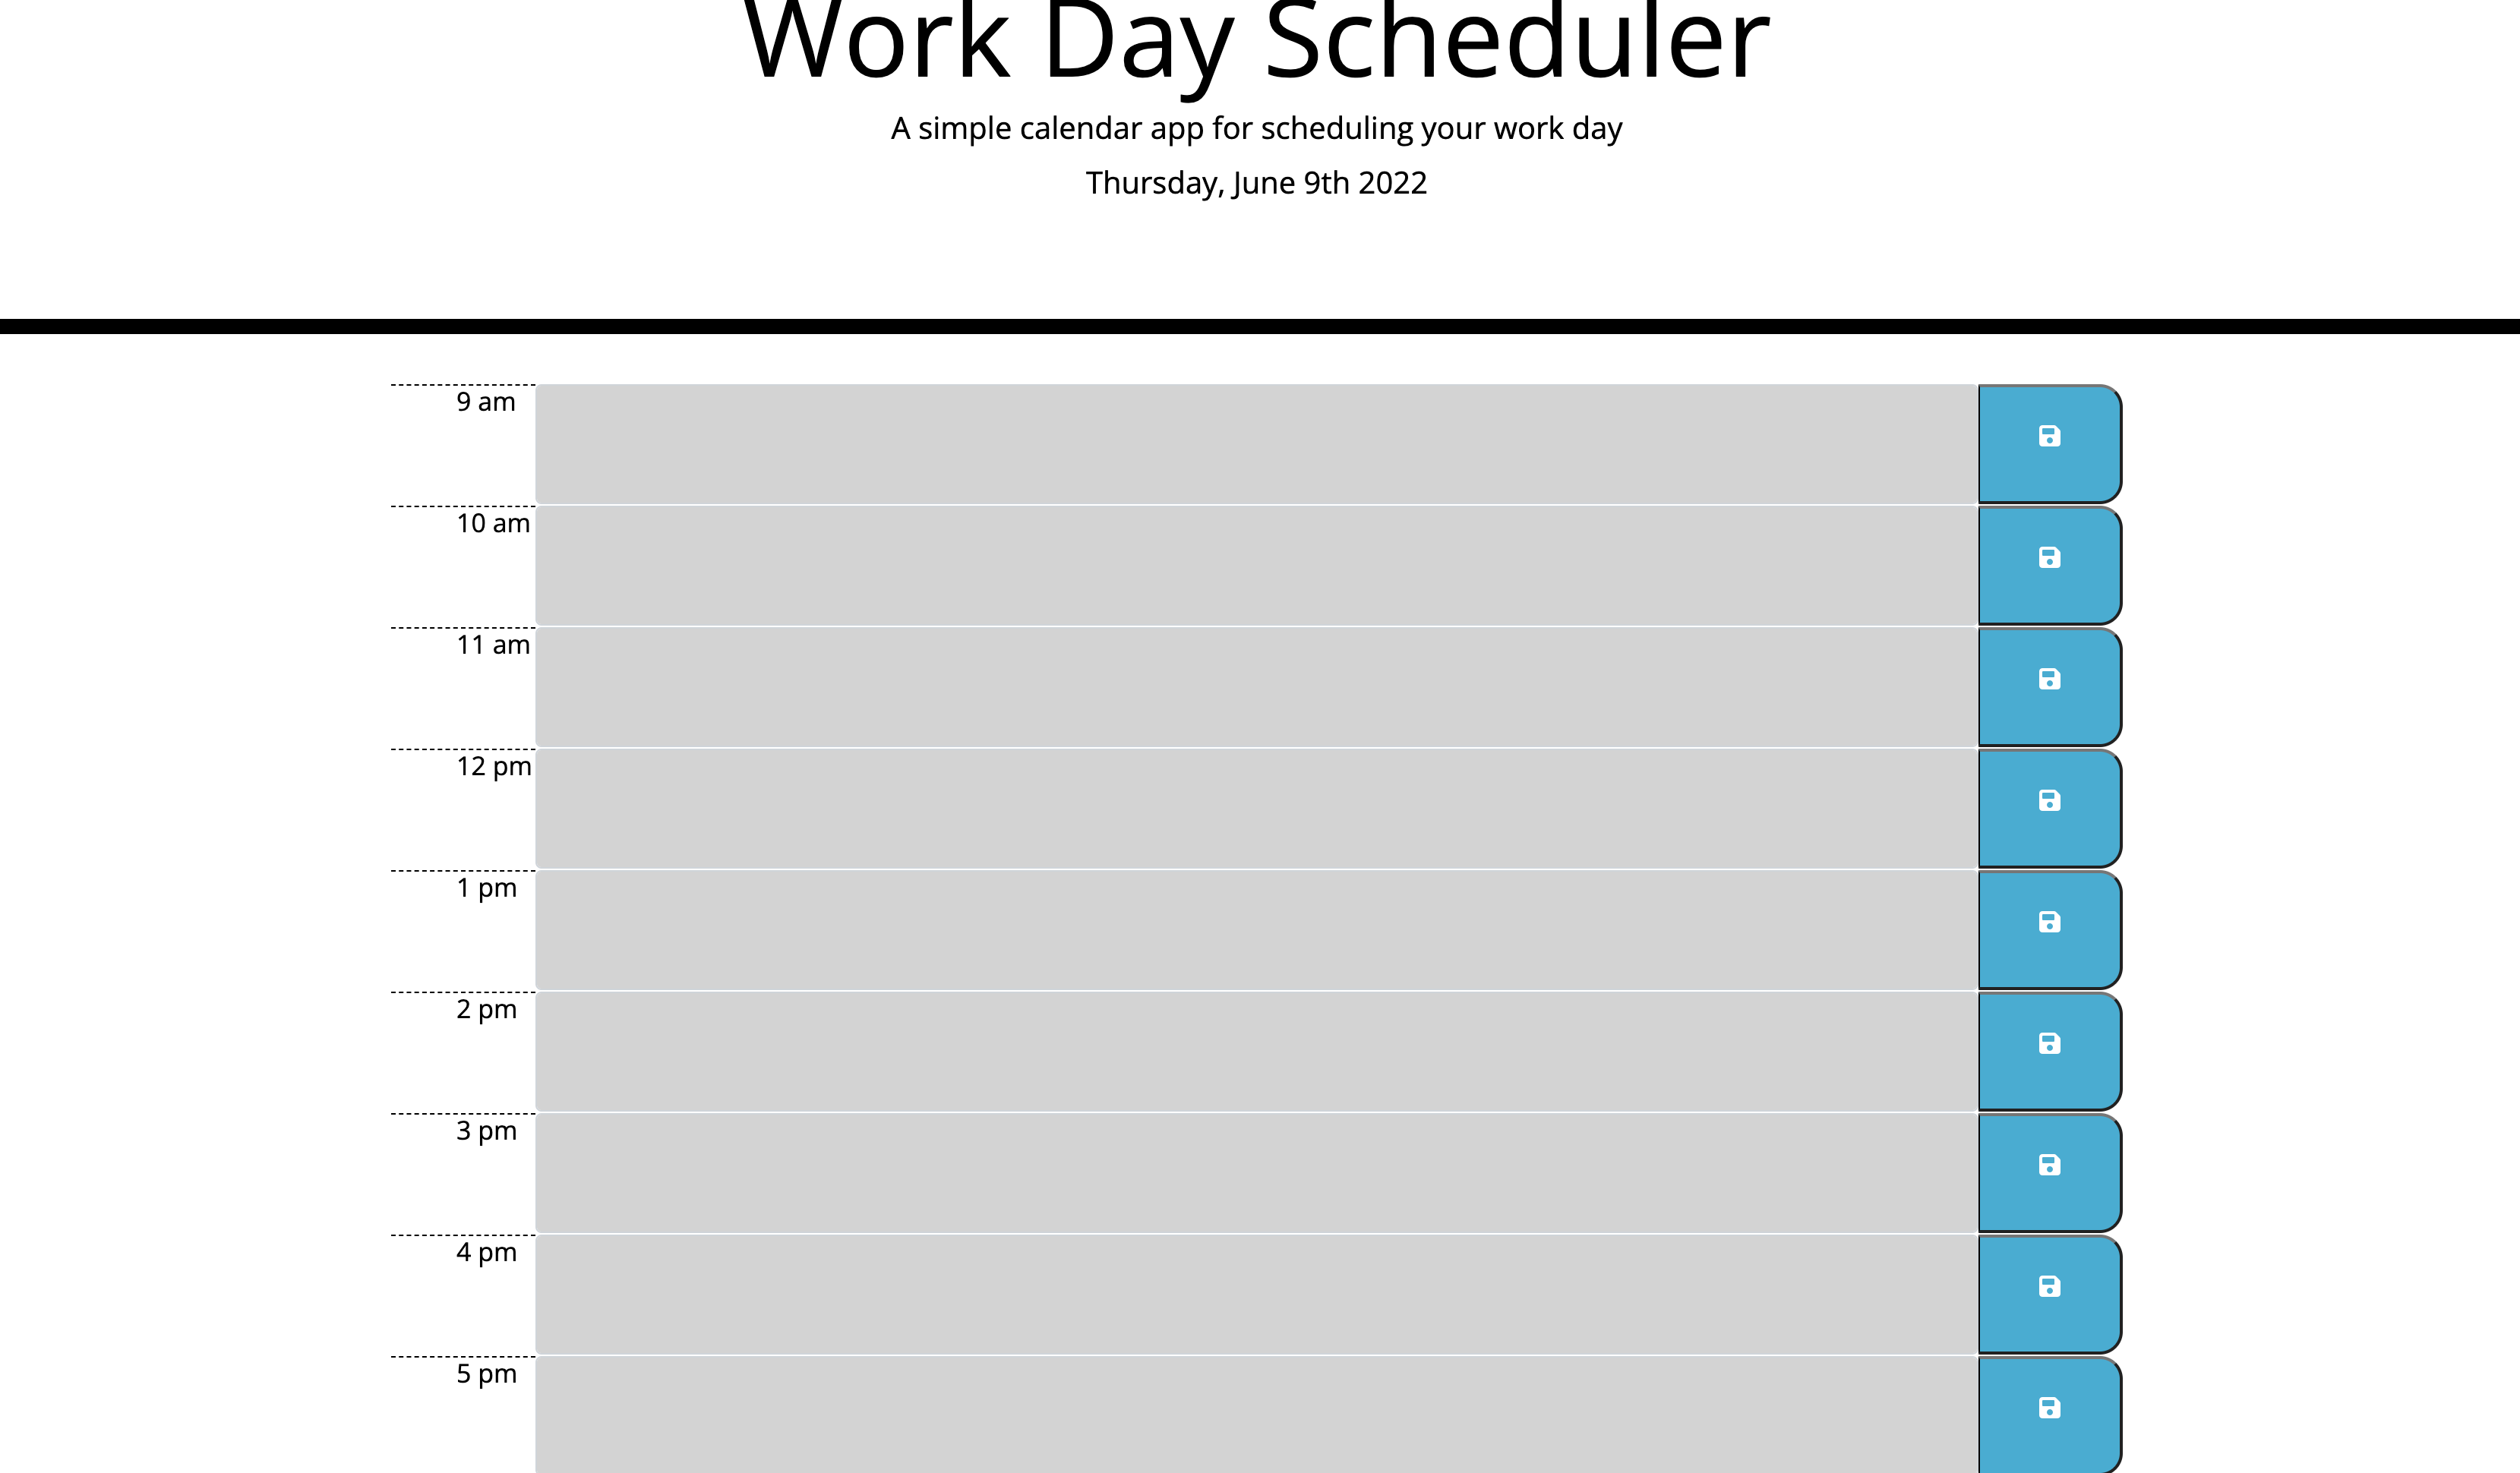 Work Day Scheduler
A simple calendar app for scheduling your work day
Thursday, June 9th 2022
9 am
10 am
11 am
12 pm
1 pm
2 pm
3 pm
4 pm
5 pm